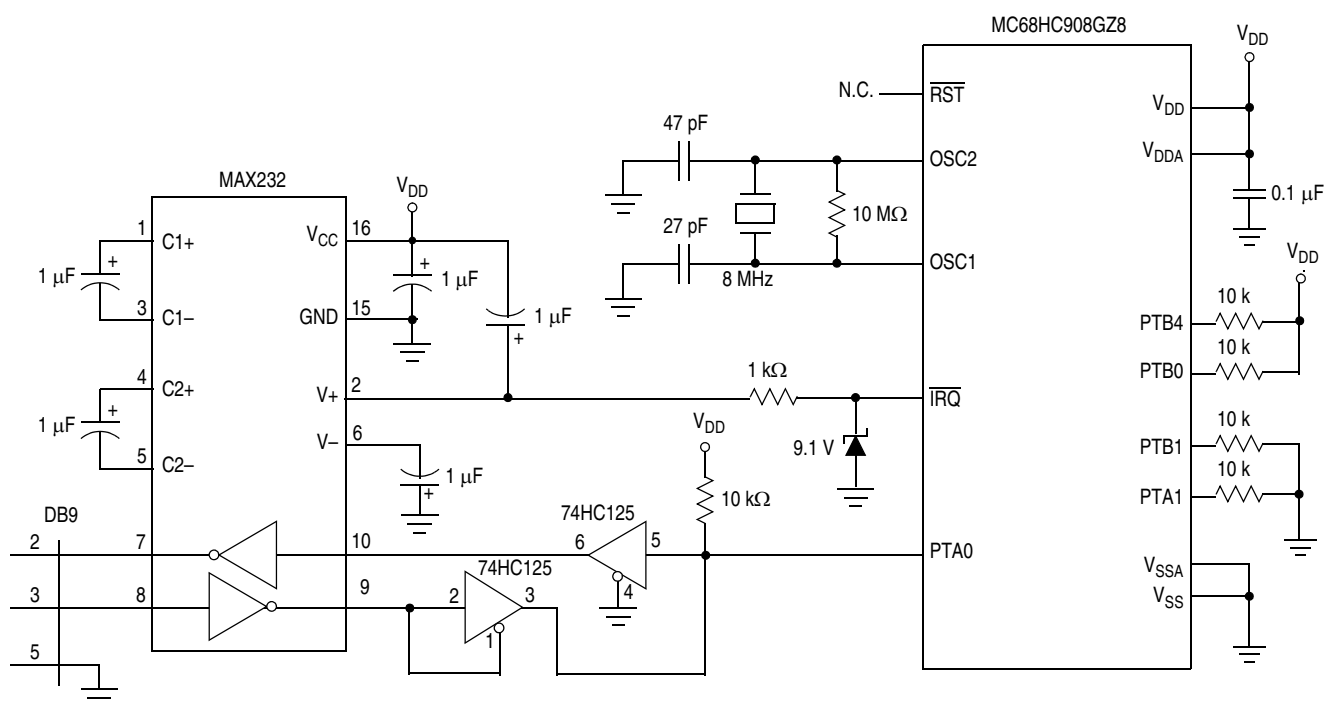 MC68HC908GZ8
V_DD
N.C.
RST
V_DD
47 pF
OSC2
V_DDA
MAX232
V_DD
10 MΩ
0.1 μF
1
C1+
V_CC
16
27 pF
OSC1
V_DD
+
1 μF
+
1 μF
8 MHz
10 k
3
C1–
GND
15
1 μF
+
PTB4
10 k
PTB0
4
C2+
V+
2
1 kΩ
IRQ
+
1 μF
V–
6
V_DD
9.1 V
10 k
PTB1
5
C2–
1 μF
+
10 k
PTA1
10 kΩ
DB9
74HC125
2
7
10
6
5
PTA0
74HC125
4
V_SSA
3
8
9
2
3
V_SS
1
5